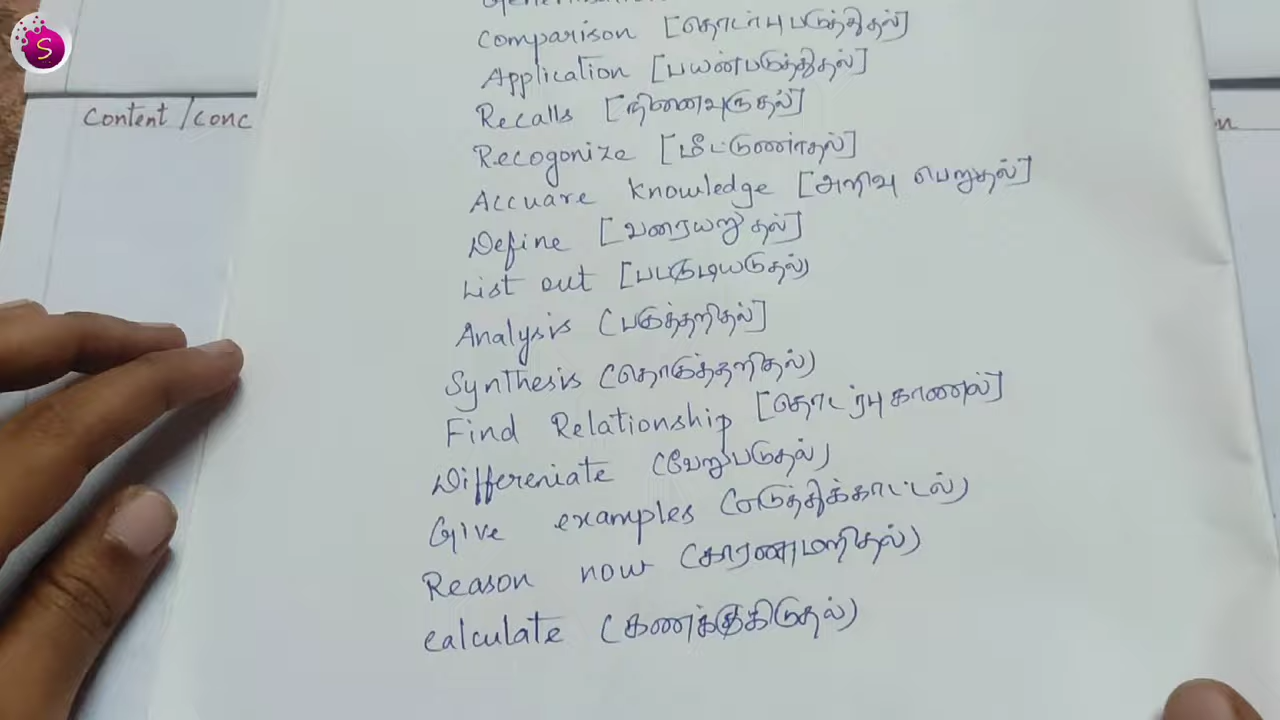 S
Comparison [தொடர்புபடுத்துதல்]
Application [பயன்படுத்துதல்]
Content / conc
Recalls [நினைவுருதல்]
Recogonize [மீட்டுணர்தல்]
Accuare knowledge [அறிவு பெறுதல்]
Define [வரையறுதல்]
List out [பட்டியடுதல்)
Analysis (பகுத்தறிதல்]
Synthesis (தொகுத்தறிதல்)
Find Relationship [தொடர்பு காணல்]
Differeniate (வேறுபடுதல்)
Give examples (எடுத்துக்காட்டல்)
Reason now (காரணமறிதல்)
calculate (கணக்குகிடுதல்)